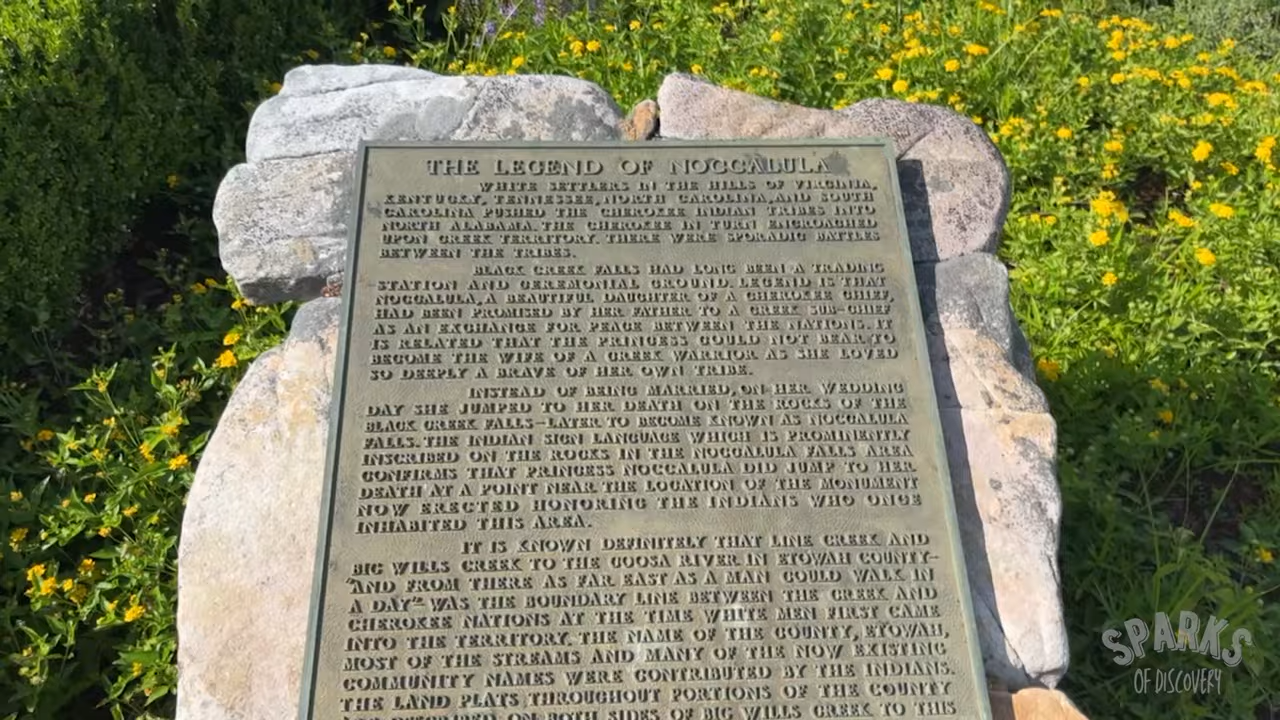 THE LEGEND OF NOCCALULA
WHITE SETTLERS IN THE HILLS OF VIRGINIA,
KENTUCKY, TENNESSEE, NORTH CAROLINA, AND SOUTH
CAROLINA PUSHED THE CHEROKEE INDIAN TRIBES INTO
NORTH ALABAMA. THE CHEROKEE IN TURN ENCROACHED
UPON CREEK TERRITORY. THERE WERE SPORADIC BATTLES
BETWEEN THE TRIBES.
BLACK CREEK FALLS HAD LONG BEEN A TRADING
STATION AND CEREMONIAL GROUND. LEGEND IS THAT
NOCCALULA, A BEAUTIFUL DAUGHTER OF A CHEROKEE CHIEF,
HAD BEEN PROMISED BY HER FATHER TO A CREEK SUB-CHIEF
AS AN EXCHANGE FOR PEACE BETWEEN THE NATIONS. IT
IS RELATED THAT THE PRINCESS COULD NOT BEAR TO
BECOME THE WIFE OF A CREEK WARRIOR AS SHE LOVED
SO DEEPLY A BRAVE OF HER OWN TRIBE.
INSTEAD OF BEING MARRIED, ON HER WEDDING
DAY SHE JUMPED TO HER DEATH ON THE ROCKS OF THE
BLACK CREEK FALLS-LATER TO BECOME KNOWN AS NOCCALULA
FALLS. THE INDIAN SIGN LANGUAGE WHICH IS PROMINENTLY
INSCRIBED ON THE ROCKS IN THE NOCCALULA FALLS AREA
CONFIRMS THAT PRINCESS NOCCALULA DID JUMP TO HER
DEATH AT A POINT NEAR THE LOCATION OF THE MONUMENT
NOW ERECTED HONORING THE INDIANS WHO ONCE
INHABITED THIS AREA.
IT IS KNOWN DEFINITELY THAT LINE CREEK AND
BIG WILLS CREEK TO THE COOSA RIVER IN ETOWAH COUNTY-
"AND FROM THERE AS FAR EAST AS A MAN COULD WALK IN
A DAY" WAS THE BOUNDARY LINE BETWEEN THE CREEK AND
CHEROKEE NATIONS AT THE TIME WHITE MEN FIRST CAME
INTO THE TERRITORY. THE NAME OF THE COUNTY, ETOWAH,
MOST OF THE STREAMS AND MANY OF THE NOW EXISTING
COMMUNITY NAMES WERE CONTRIBUTED BY THE INDIANS.
THE LAND PLATS THROUGHOUT PORTIONS OF THE COUNTY
ON BOTH SIDES OF BIG WILLS CREEK TO THIS
SPARKS
OF DISCOVERY